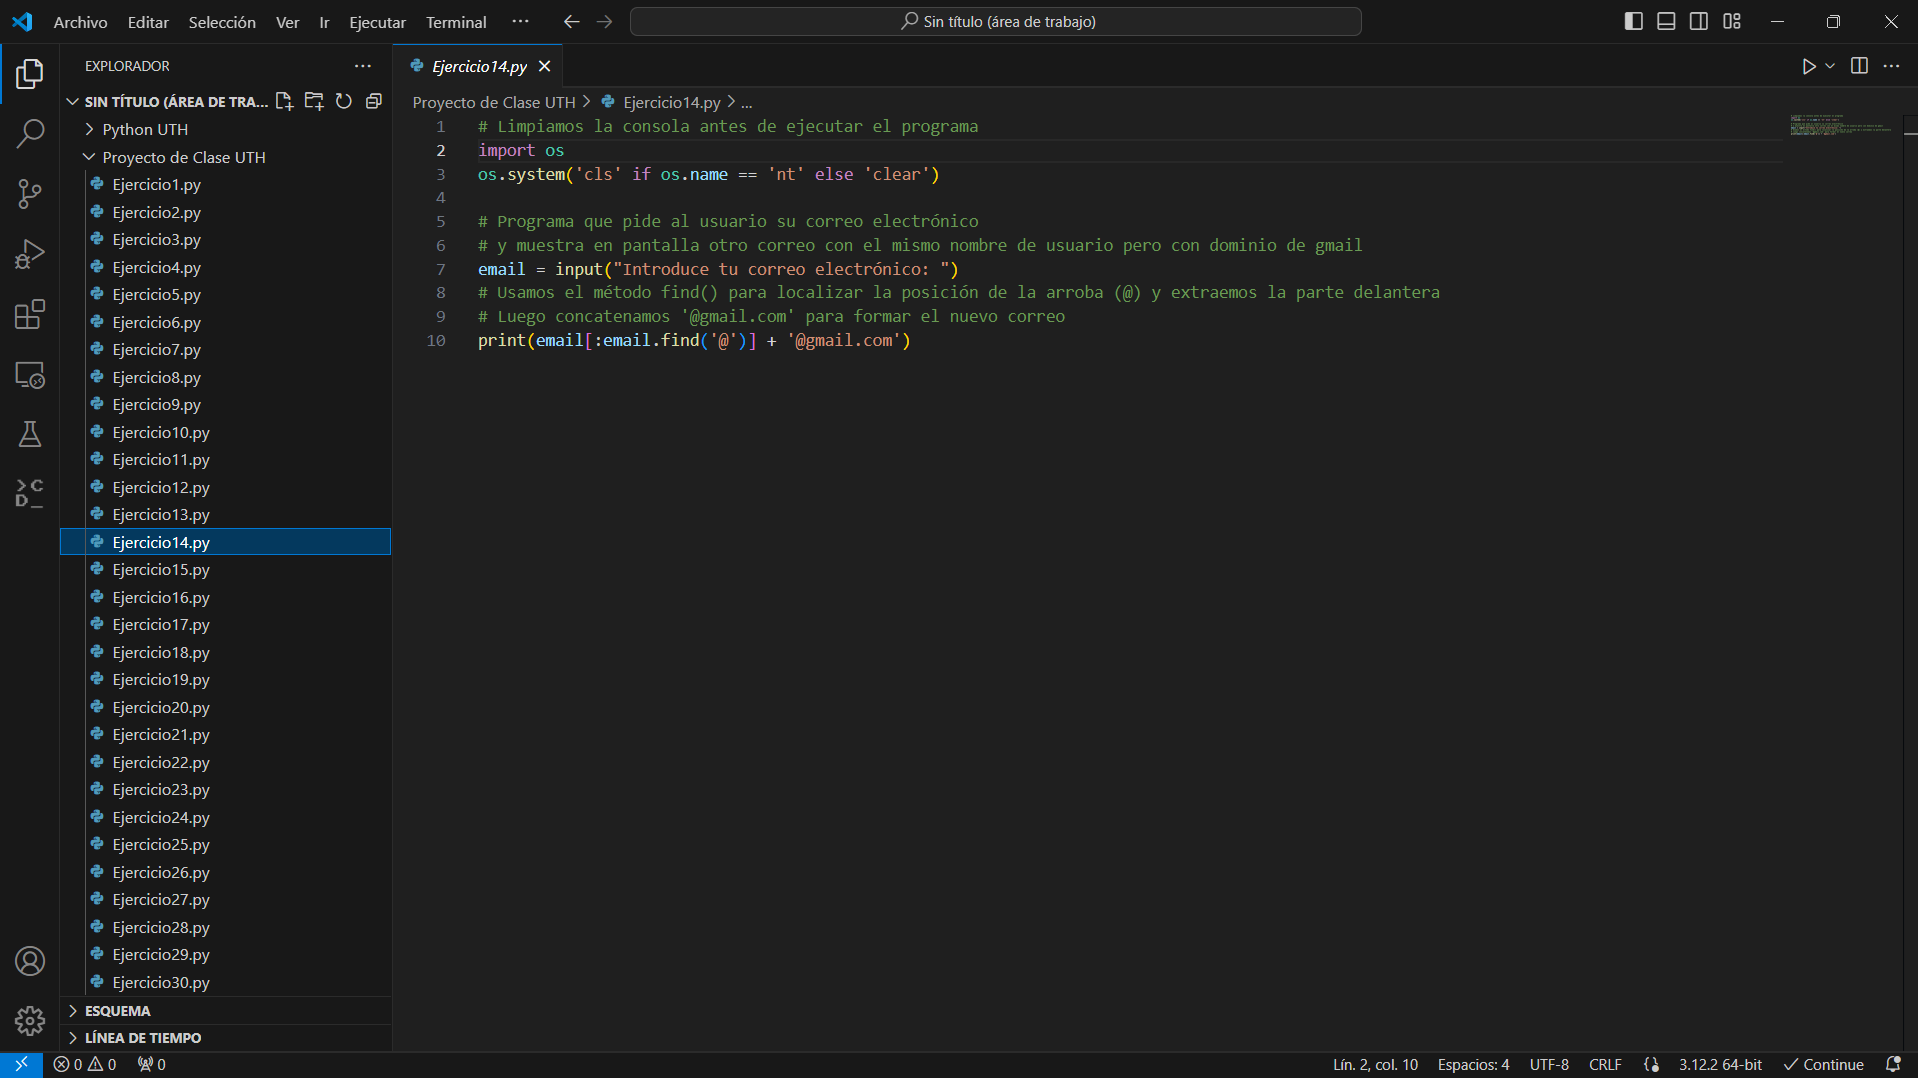 Archivo Editar Selección Ver Ir Ejecutar Terminal ··· Sin título (área de trabajo)
EXPLORADOR ···
SIN TÍTULO (ÁREA DE TRA...
Python UTH
Proyecto de Clase UTH
Ejercicio1.py
Ejercicio2.py
Ejercicio3.py
Ejercicio4.py
Ejercicio5.py
Ejercicio6.py
Ejercicio7.py
Ejercicio8.py
Ejercicio9.py
Ejercicio10.py
Ejercicio11.py
Ejercicio12.py
Ejercicio13.py
Ejercicio14.py
Ejercicio15.py
Ejercicio16.py
Ejercicio17.py
Ejercicio18.py
Ejercicio19.py
Ejercicio20.py
Ejercicio21.py
Ejercicio22.py
Ejercicio23.py
Ejercicio24.py
Ejercicio25.py
Ejercicio26.py
Ejercicio27.py
Ejercicio28.py
Ejercicio29.py
Ejercicio30.py
ESQUEMA
LÍNEA DE TIEMPO
Ejercicio14.py
Proyecto de Clase UTH > Ejercicio14.py > ...
1 # Limpiamos la consola antes de ejecutar el programa
2 import os
3 os.system('cls' if os.name == 'nt' else 'clear')
4
5 # Programa que pide al usuario su correo electrónico
6 # y muestra en pantalla otro correo con el mismo nombre de usuario pero con dominio de gmail
7 email = input("Introduce tu correo electrónico: ")
8 # Usamos el método find() para localizar la posición de la arroba (@) y extraemos la parte delantera
9 # Luego concatenamos '@gmail.com' para formar el nuevo correo
10 print(email[:email.find('@')] + '@gmail.com')
0 0 0 Lín. 2, col. 10 Espacios: 4 UTF-8 CRLF 3.12.2 64-bit Continue